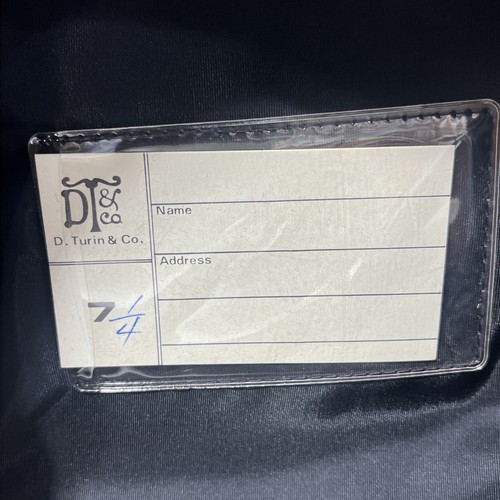 DT&co
D. Turin & Co.
Name
Address
7 1/4